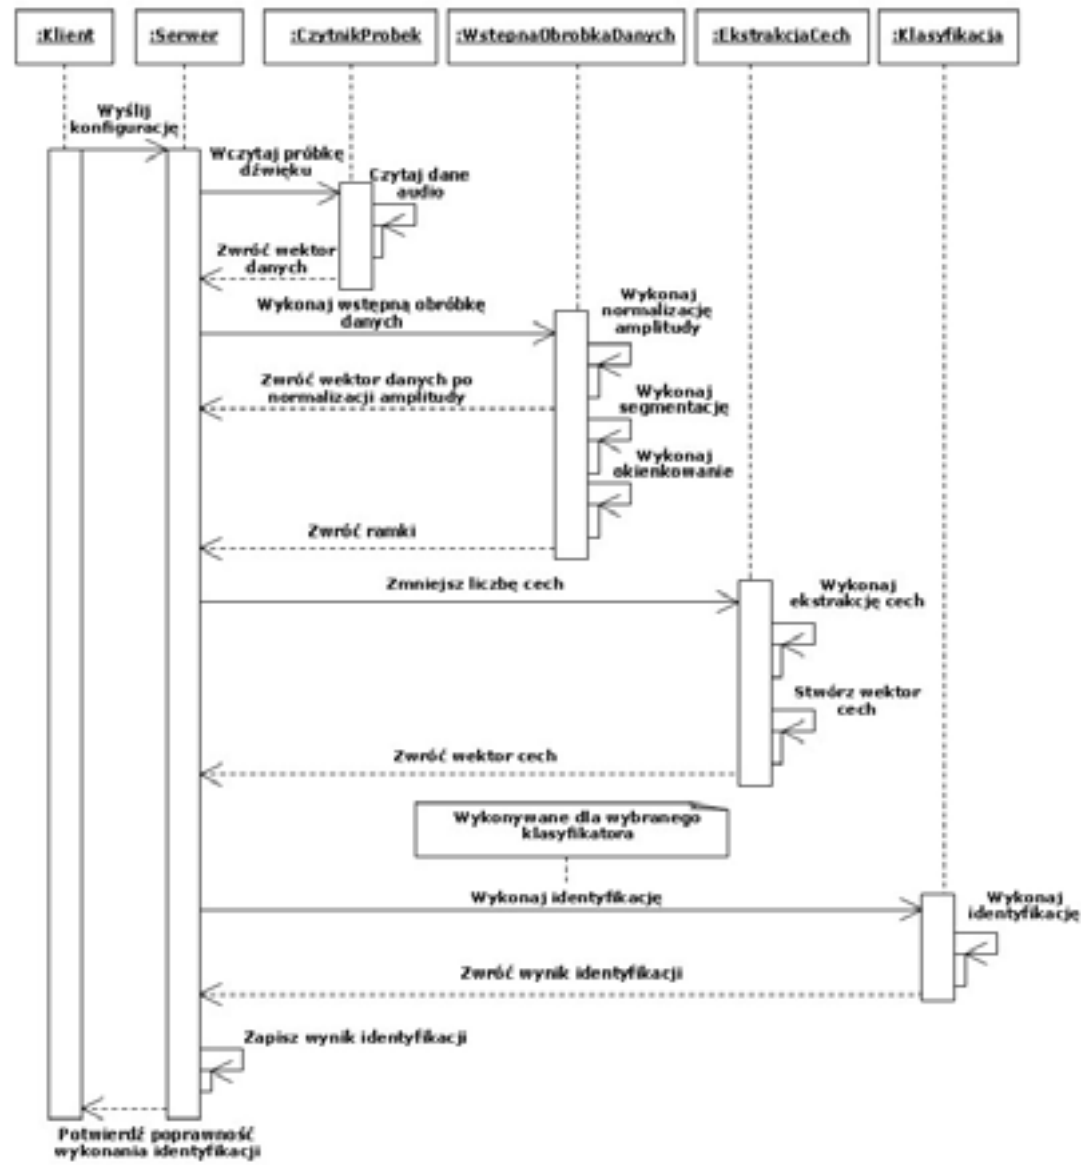 :Klient
:Serwer
:CzytnikProbek
:WstepnaObrobkaDanych
:EkstrakcjaCech
:Klasyfikacja
Wyślij
konfigurację
Wczytaj próbkę
dźwięku
Czytaj dane
audio
Zwróć wektor
danych
Wykonaj wstępną obróbkę
danych
Wykonaj
normalizację
amplitudy
Zwróć wektor danych po
normalizacji amplitudy
Wykonaj
segmentację
Wykonaj
okienkowanie
Zwróć ramki
Zmniejsz liczbę cech
Wykonaj
ekstrakcję cech
Stwórz wektor
cech
Zwróć wektor cech
Wykonywane dla wybranego
klasyfikatora
Wykonaj identyfikację
Wykonaj
identyfikację
Zwróć wynik identyfikacji
Zapisz wynik identyfikacji
Potwierdź poprawność
wykonania identyfikacji